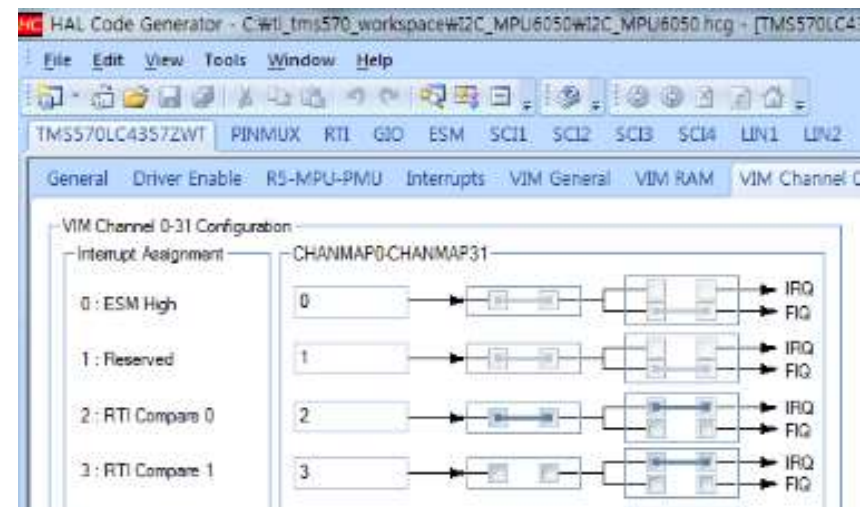 HAL Code Generator - C:₩ti_tms570_workspace₩I2C_MPU6050₩I2C_MPU6050.hcg - [TMS570LC43
File Edit View Tools Window Help
TMS570LC4357ZWT PINMUX RTI GIO ESM SCI1 SCI2 SCI3 SCI4 LIN1 LIN2
General Driver Enable R5-MPU-PMU Interrupts VIM General VIM RAM VIM Channel 0
VIM Channel 0-31 Configuration
Interrupt Assignment CHANMAP0-CHANMAP31
0 : ESM High 0 IRQ
FIQ
1 : Reserved 1 IRQ
FIQ
2 : RTI Compare 0 2 IRQ
FIQ
3 : RTI Compare 1 3 IRQ
FIQ